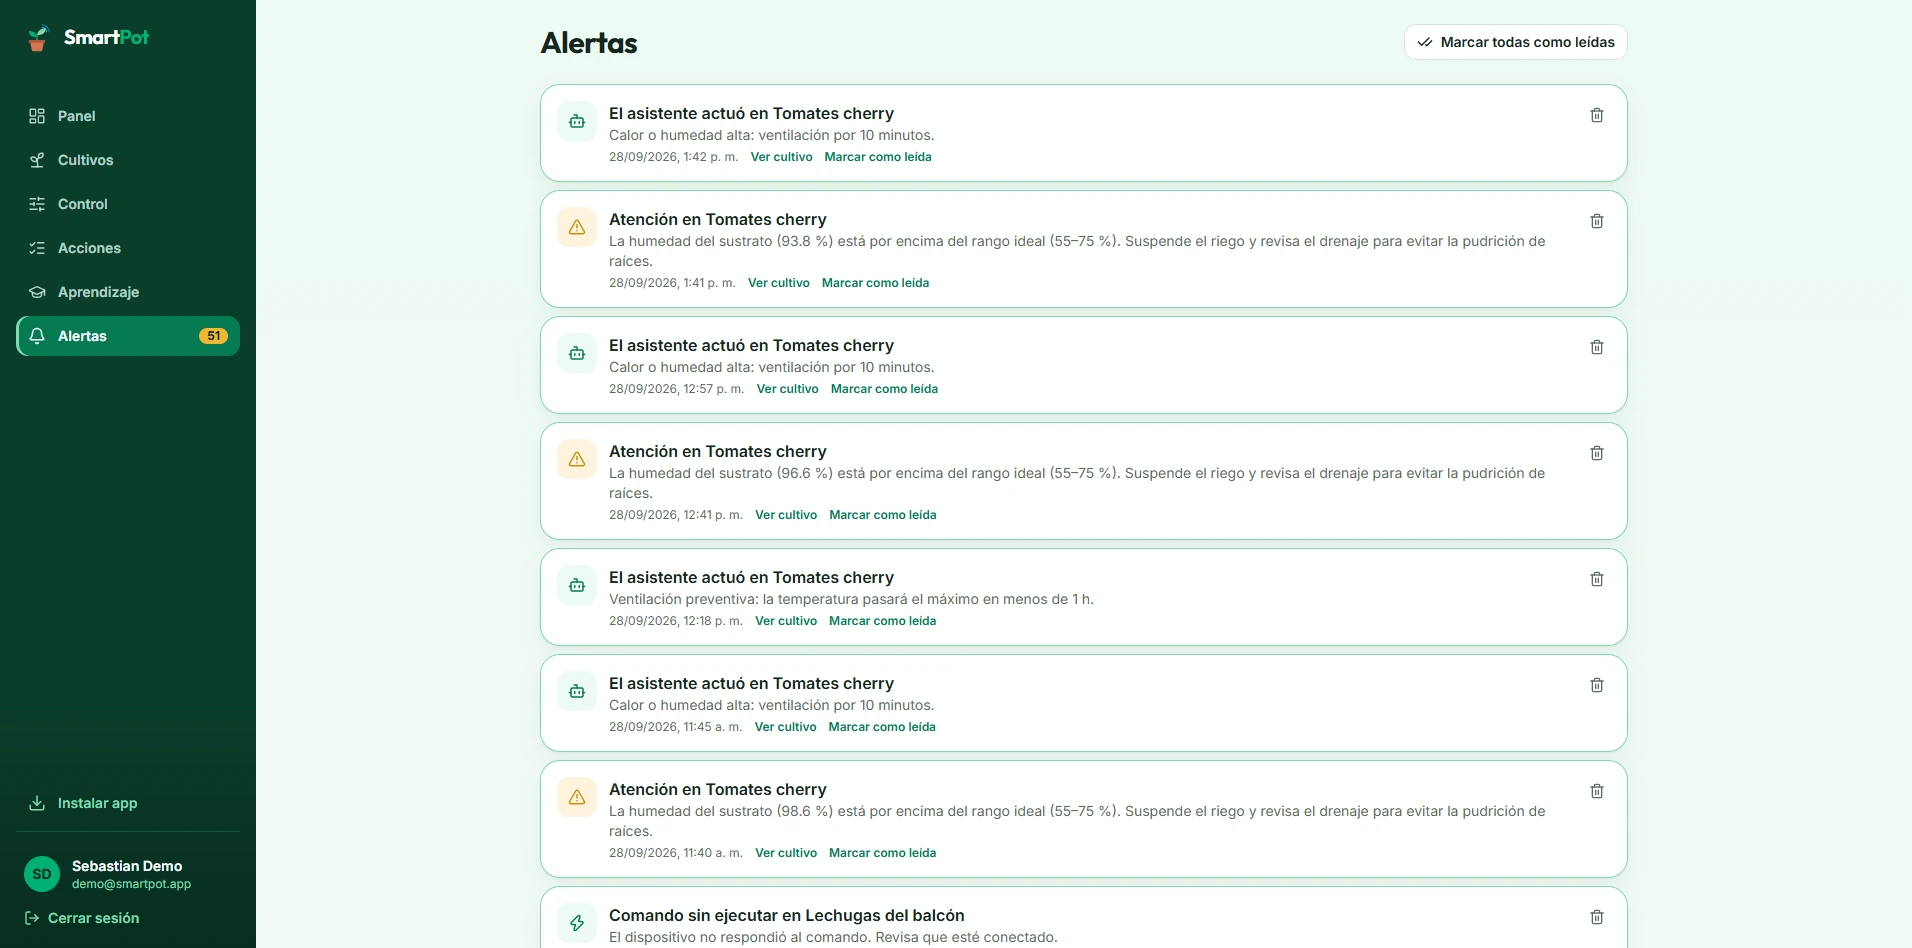 SmartPot
Panel
Cultivos
Control
Acciones
Aprendizaje
Alertas 51
Instalar app
SD
Sebastian Demo
demo@smartpot.app
Cerrar sesión
Alertas
Marcar todas como leídas
El asistente actuó en Tomates cherry
Calor o humedad alta: ventilación por 10 minutos.
28/09/2026, 1:42 p. m. Ver cultivo Marcar como leída
Atención en Tomates cherry
La humedad del sustrato (93.8 %) está por encima del rango ideal (55–75 %). Suspende el riego y revisa el drenaje para evitar la pudrición de
raíces.
28/09/2026, 1:41 p. m. Ver cultivo Marcar como leída
El asistente actuó en Tomates cherry
Calor o humedad alta: ventilación por 10 minutos.
28/09/2026, 12:57 p. m. Ver cultivo Marcar como leída
Atención en Tomates cherry
La humedad del sustrato (96.6 %) está por encima del rango ideal (55–75 %). Suspende el riego y revisa el drenaje para evitar la pudrición de
raíces.
28/09/2026, 12:41 p. m. Ver cultivo Marcar como leída
El asistente actuó en Tomates cherry
Ventilación preventiva: la temperatura pasará el máximo en menos de 1 h.
28/09/2026, 12:18 p. m. Ver cultivo Marcar como leída
El asistente actuó en Tomates cherry
Calor o humedad alta: ventilación por 10 minutos.
28/09/2026, 11:45 a. m. Ver cultivo Marcar como leída
Atención en Tomates cherry
La humedad del sustrato (98.6 %) está por encima del rango ideal (55–75 %). Suspende el riego y revisa el drenaje para evitar la pudrición de
raíces.
28/09/2026, 11:40 a. m. Ver cultivo Marcar como leída
Comando sin ejecutar en Lechugas del balcón
El dispositivo no respondió al comando. Revisa que esté conectado.